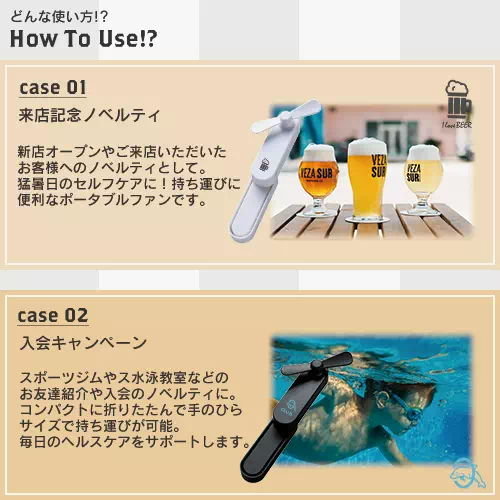 どんな使い方!?
How To Use!?
case 01
来店記念ノベルティ
I love BEER
新店オープンやご来店いただいた
お客様へのノベルティとして。
猛暑日のセルフケアに！持ち運びに
便利なポータブルファンです。
VEZA SUR
VEZA
SUR
VEZA
SUR
case 02
入会キャンペーン
スポーツジムやス水泳教室などの
お友達紹介や入会のノベルティに。
コンパクトに折りたたんで手のひら
サイズで持ち運びが可能。
毎日のヘルスケアをサポートします。